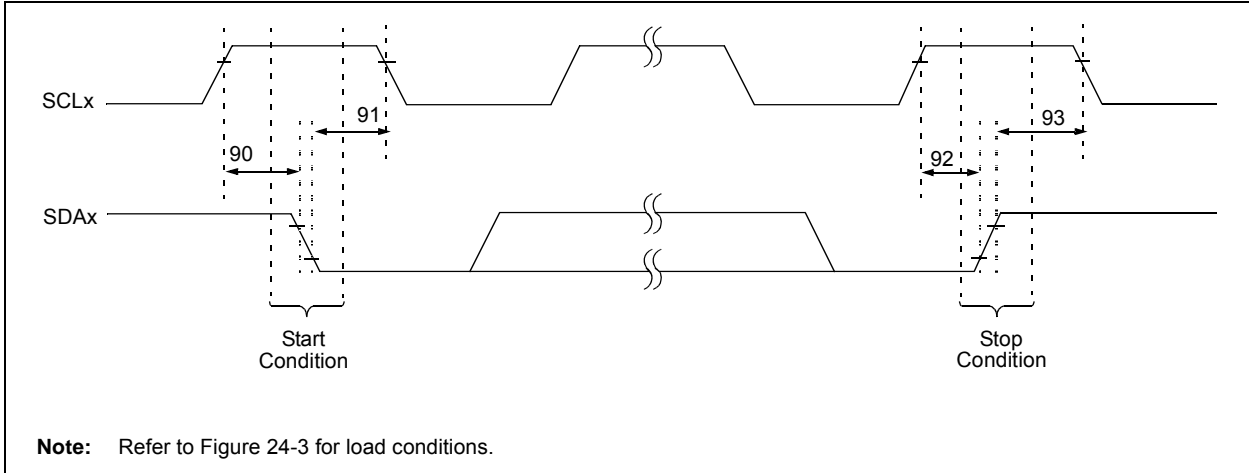 SCLx
91
93
90
92
SDAx
Start
Condition
Stop
Condition
Note: Refer to Figure 24-3 for load conditions.